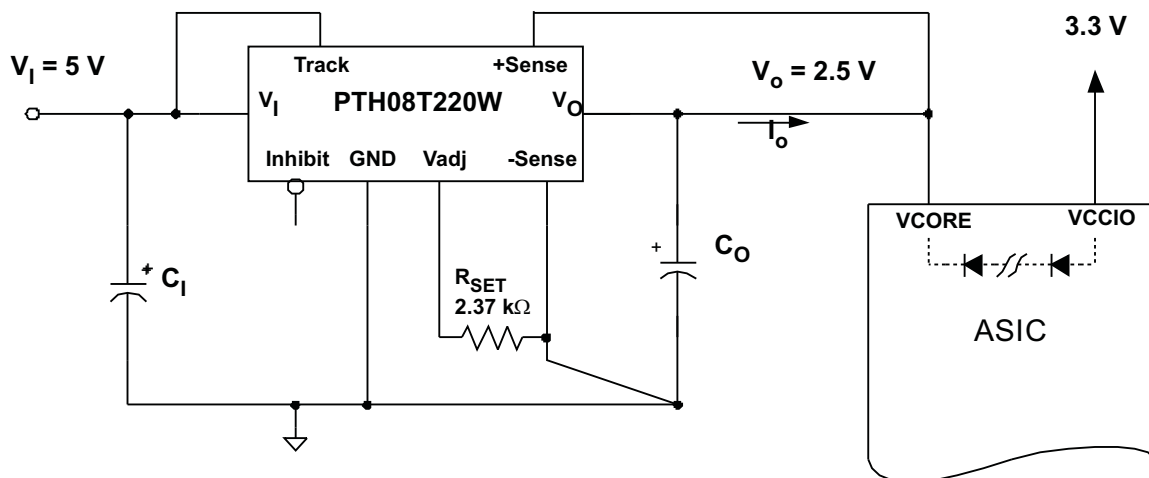 3.3 V
V_I = 5 V
Track
+Sense
V_o = 2.5 V
V_I
PTH08T220W
V_O
I_o
Inhibit
GND
Vadj
-Sense
VCORE
VCCIO
+
C_I
+
C_O
R_SET
2.37 kΩ
ASIC